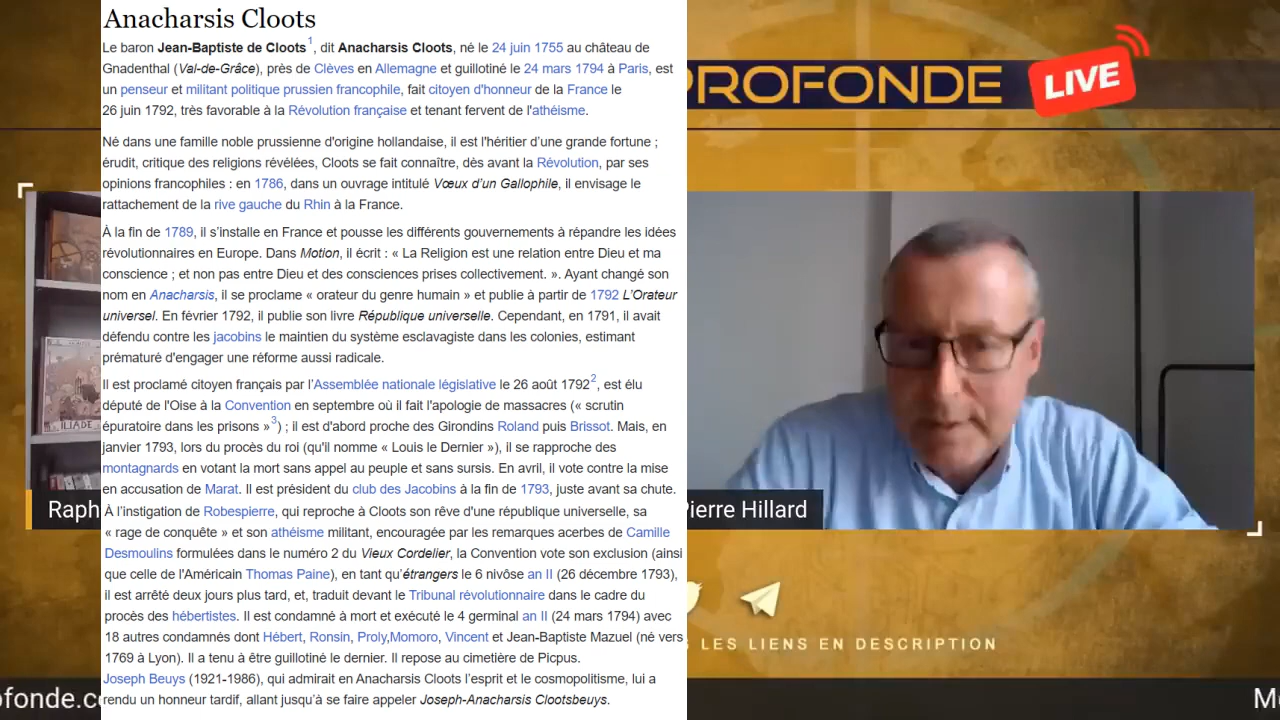 Anacharsis Cloots
Le baron Jean-Baptiste de Cloots1, dit Anacharsis Cloots, né le 24 juin 1755 au château de
Gnadenthal (Val-de-Grâce), près de Clèves en Allemagne et guillotiné le 24 mars 1794 à Paris, est
un penseur et militant politique prussien francophile, fait citoyen d'honneur de la France le
26 juin 1792, très favorable à la Révolution française et tenant fervent de l'athéisme.
Né dans une famille noble prussienne d'origine hollandaise, il est l'héritier d'une grande fortune ;
érudit, critique des religions révélées, Cloots se fait connaître, dès avant la Révolution, par ses
opinions francophiles : en 1786, dans un ouvrage intitulé Vœux d'un Gallophile, il envisage le
rattachement de la rive gauche du Rhin à la France.
À la fin de 1789, il s'installe en France et pousse les différents gouvernements à répandre les idées
révolutionnaires en Europe. Dans Motion, il écrit : « La Religion est une relation entre Dieu et ma
conscience ; et non pas entre Dieu et des consciences prises collectivement. ». Ayant changé son
nom en Anacharsis, il se proclame « orateur du genre humain » et publie à partir de 1792 L'Orateur
universel. En février 1792, il publie son livre République universelle. Cependant, en 1791, il avait
défendu contre les jacobins le maintien du système esclavagiste dans les colonies, estimant
prématuré d'engager une réforme aussi radicale.
Il est proclamé citoyen français par l'Assemblée nationale législative le 26 août 17922, est élu
député de l'Oise à la Convention en septembre où il fait l'apologie de massacres (« scrutin
épuratoire dans les prisons »3) ; il est d'abord proche des Girondins Roland puis Brissot. Mais, en
janvier 1793, lors du procès du roi (qu'il nomme « Louis le Dernier »), il se rapproche des
montagnards en votant la mort sans appel au peuple et sans sursis. En avril, il vote contre la mise
en accusation de Marat. Il est président du club des Jacobins à la fin de 1793, juste avant sa chute.
À l'instigation de Robespierre, qui reproche à Cloots son rêve d'une république universelle, sa
« rage de conquête » et son athéisme militant, encouragée par les remarques acerbes de Camille
Desmoulins formulées dans le numéro 2 du Vieux Cordelier, la Convention vote son exclusion (ainsi
que celle de l'Américain Thomas Paine), en tant qu'étrangers le 6 nivôse an II (26 décembre 1793),
il est arrêté deux jours plus tard, et, traduit devant le Tribunal révolutionnaire dans le cadre du
procès des hébertistes. Il est condamné à mort et exécuté le 4 germinal an II (24 mars 1794) avec
18 autres condamnés dont Hébert, Ronsin, Proly,Momoro, Vincent et Jean-Baptiste Mazuel (né vers
1769 à Lyon). Il a tenu à être guillotiné le dernier. Il repose au cimetière de Picpus.
Joseph Beuys (1921-1986), qui admirait en Anacharsis Cloots l'esprit et le cosmopolitisme, lui a
rendu un honneur tardif, allant jusqu'à se faire appeler Joseph-Anacharsis Clootsbeuys.
PROFONDE
LIVE
ILIADE
Raph
Pierre Hillard
LES LIENS EN DESCRIPTION
ofonde.c
M